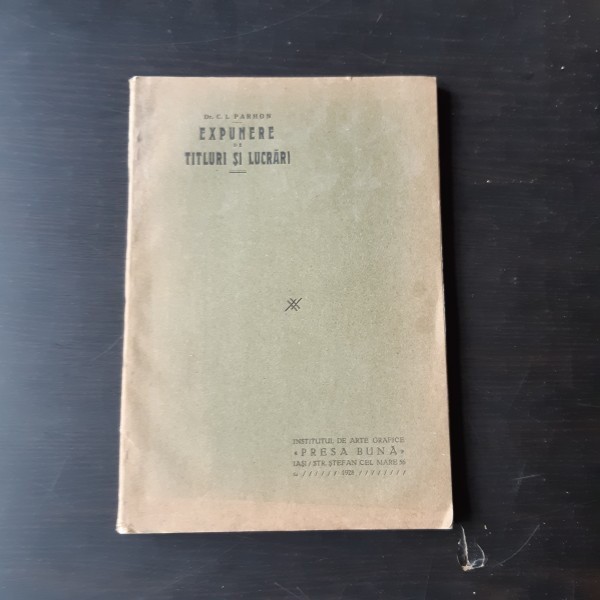 Dr. C. I. PARHON
EXPUNERE
DE
TITLURI ȘI LUCRĂRI
INSTITUTUL DE ARTE GRAFICE
«PRESA BUNĂ»
IAȘI / STR. ȘTEFAN CEL MARE